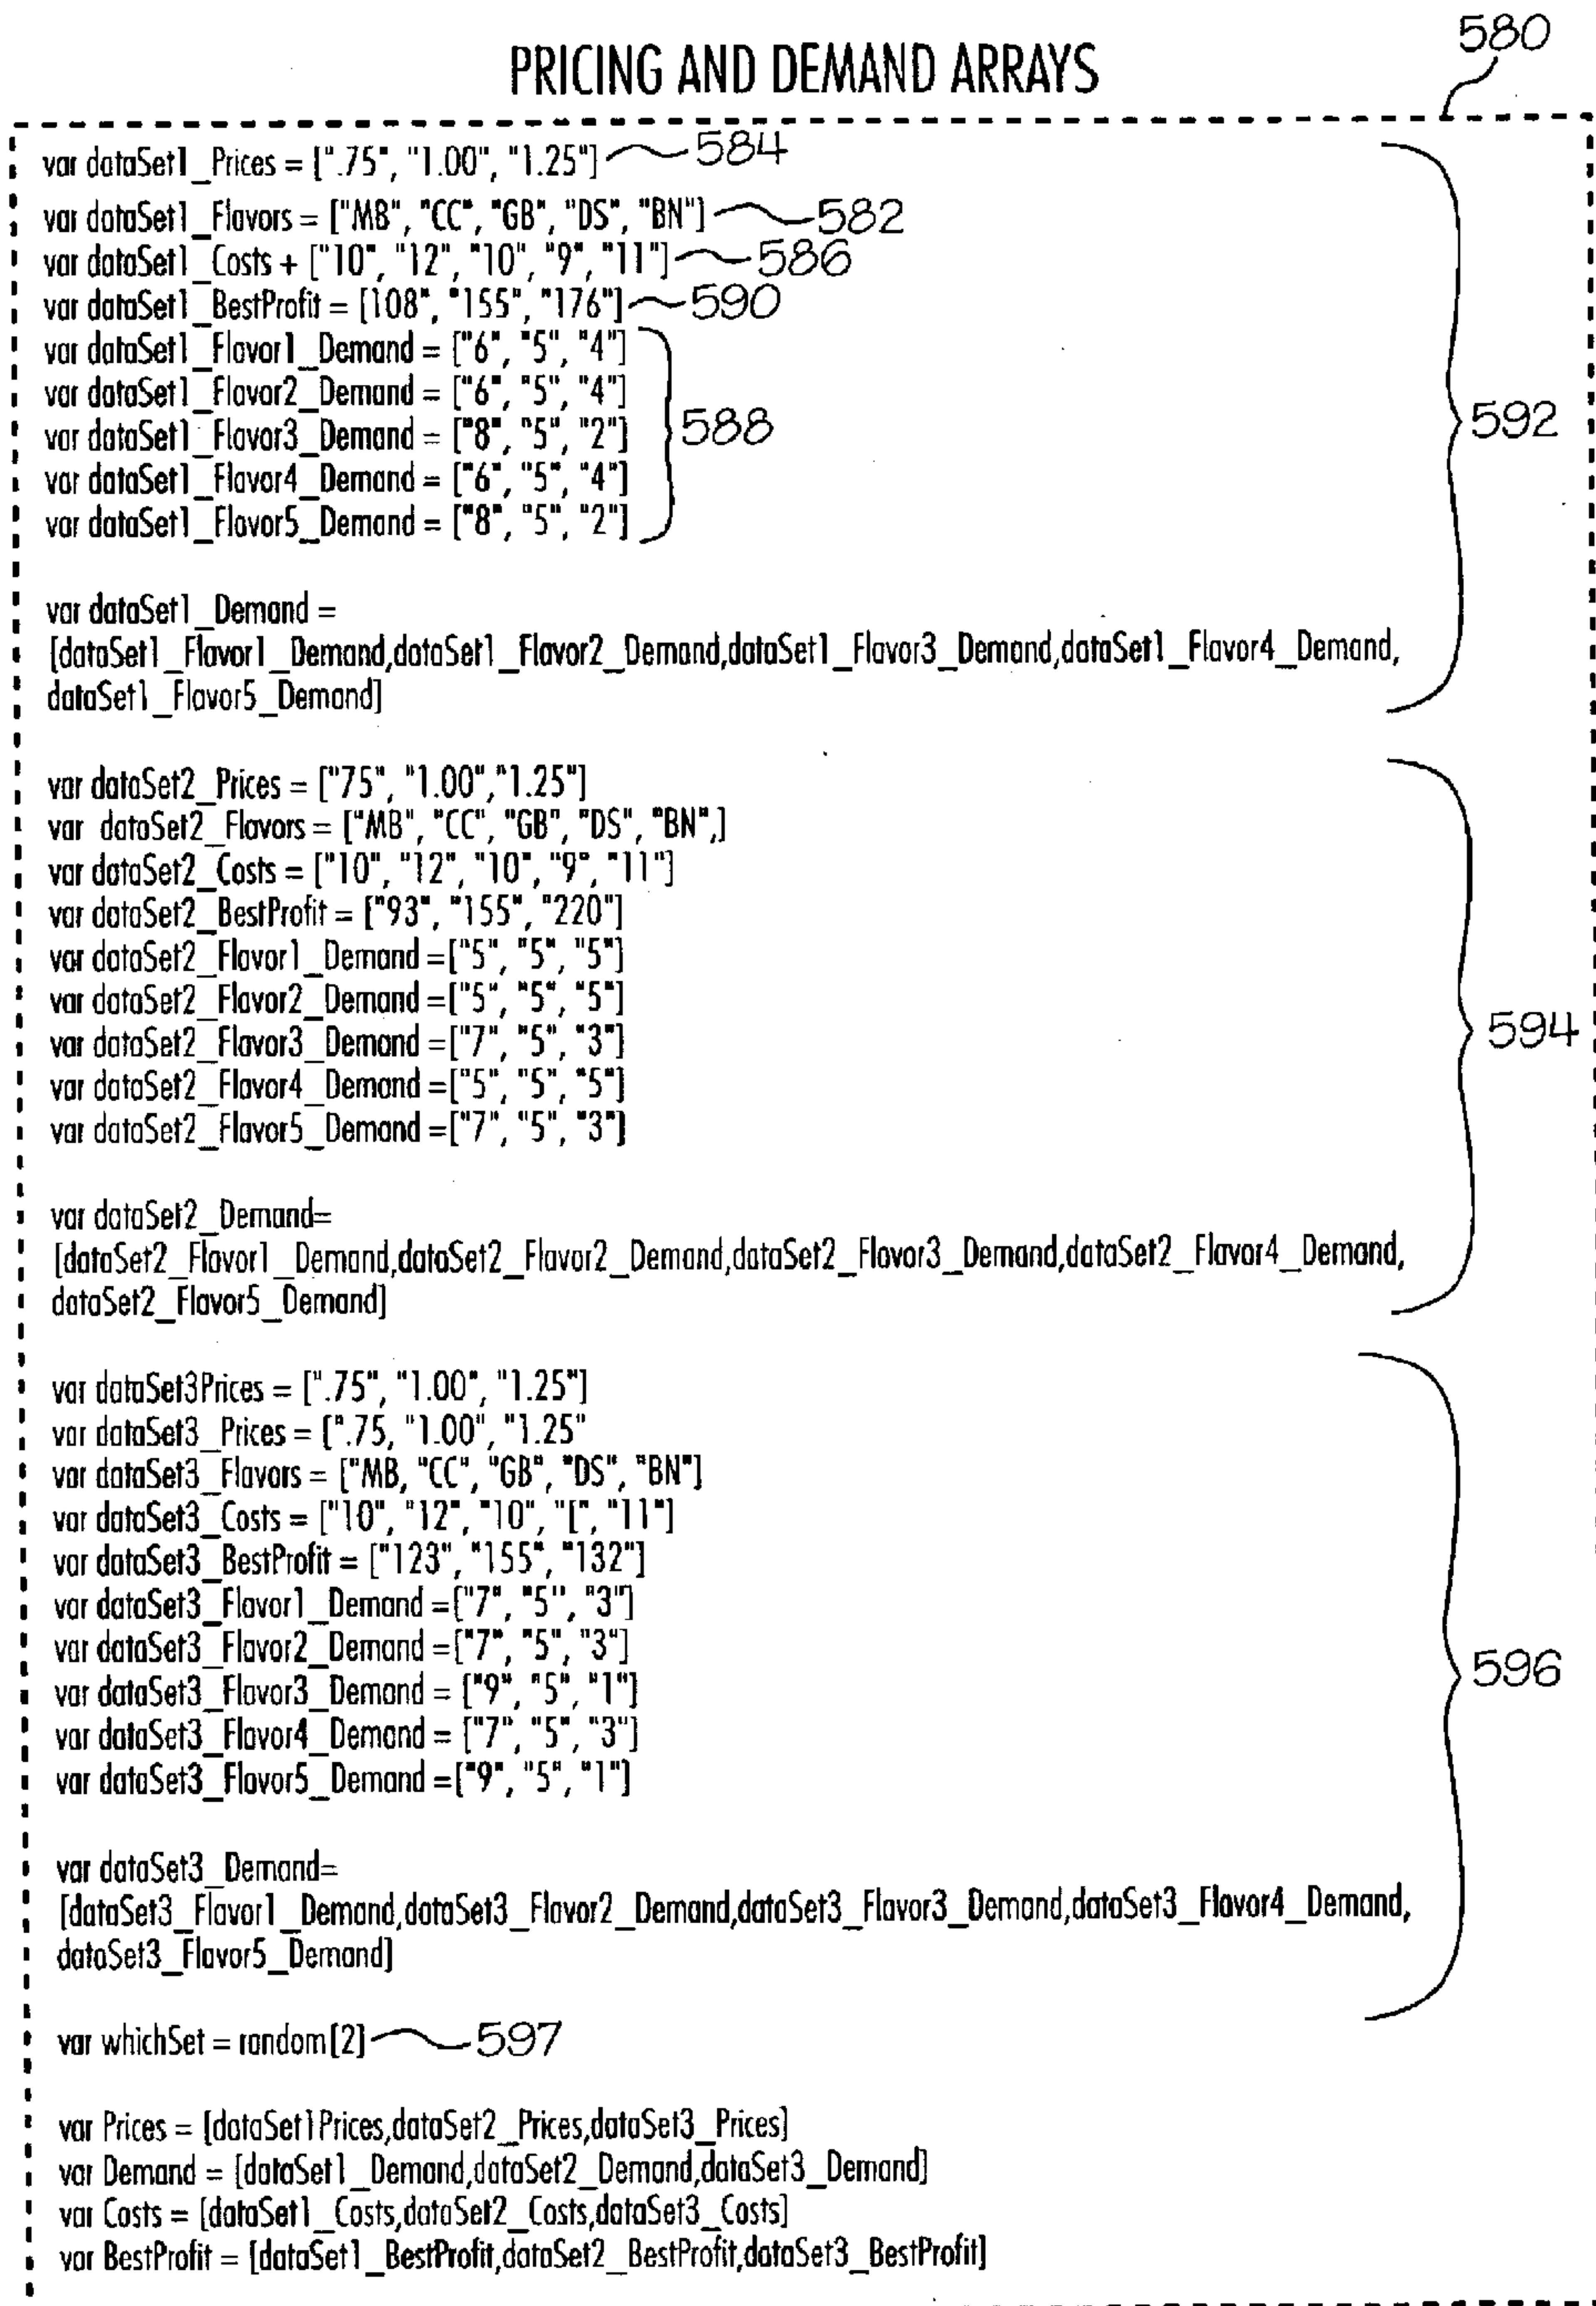 580
PRICING AND DEMAND ARRAYS
var dataSet1_Prices = [".75", "1.00", "1.25"] 584
var dataSet1_Flavors = ["MB", "CC", "GB", "DS", "BN"] 582
var dataSet1_Costs + ["10", "12", "10", "9", "11"] 586
var dataSet1_BestProfit = [108", "155", "176"] 590
var dataSet1_Flavor1_Demand = ["6", "5", "4"]
var dataSet1_Flavor2_Demand = ["6", "5", "4"]
var dataSet1_Flavor3_Demand = ["8", "5", "2"] 588 592
var dataSet1_Flavor4_Demand = ["6", "5", "4"]
var dataSet1_Flavor5_Demand = ["8", "5", "2"]
var dataSet1_Demand =
[dataSet1_Flavor1_Demand,dataSet1_Flavor2_Demand,dataSet1_Flavor3_Demand,dataSet1_Flavor4_Demand,
dataSet1_Flavor5_Demand]
var dataSet2_Prices = ["75", "1.00","1.25"]
var dataSet2_Flavors = ["MB", "CC", "GB", "DS", "BN",]
var dataSet2_Costs = ["10", "12", "10", "9", "11"]
var dataSet2_BestProfit = ["93", "155", "220"]
var dataSet2_Flavor1_Demand =["5", "5", "5"]
var dataSet2_Flavor2_Demand =["5", "5", "5"]
var dataSet2_Flavor3_Demand =["7", "5", "3"] 594
var dataSet2_Flavor4_Demand =["5", "5", "5"]
var dataSet2_Flavor5_Demand =["7", "5", "3"]
var dataSet2_Demand=
[dataSet2_Flavor1_Demand,dataSet2_Flavor2_Demand,dataSet2_Flavor3_Demand,dataSet2_Flavor4_Demand,
dataSet2_Flavor5_Demand]
var dataSet3Prices = [".75", "1.00", "1.25"]
var dataSet3_Prices = [".75, "1.00", "1.25"
var dataSet3_Flavors = ["MB, "CC", "GB", "DS", "BN"]
var dataSet3_Costs = ["10", "12", "10", "[", "11"]
var dataSet3_BestProfit = ["123", "155", "132"]
var dataSet3_Flavor1_Demand =["7", "5", "3"]
var dataSet3_Flavor2_Demand =["7", "5", "3"]
var dataSet3_Flavor3_Demand = ["9", "5", "1"] 596
var dataSet3_Flavor4_Demand = ["7", "5", "3"]
var dataSet3_Flavor5_Demand =["9", "5", "1"]
var dataSet3_Demand=
[dataSet3_Flavor1_Demand,dataSet3_Flavor2_Demand,dataSet3_Flavor3_Demand,dataSet3_Flavor4_Demand,
dataSet3_Flavor5_Demand]
var whichSet = random[2] 597
var Prices = [dataSet1Prices,dataSet2_Prices,dataSet3_Prices]
var Demand = [dataSet1_Demand,dataSet2_Demand,dataSet3_Demand]
var Costs = [dataSet1_Costs,dataSet2_Costs,dataSet3_Costs]
var BestProfit = [dataSet1_BestProfit,dataSet2_BestProfit,dataSet3_BestProfit]